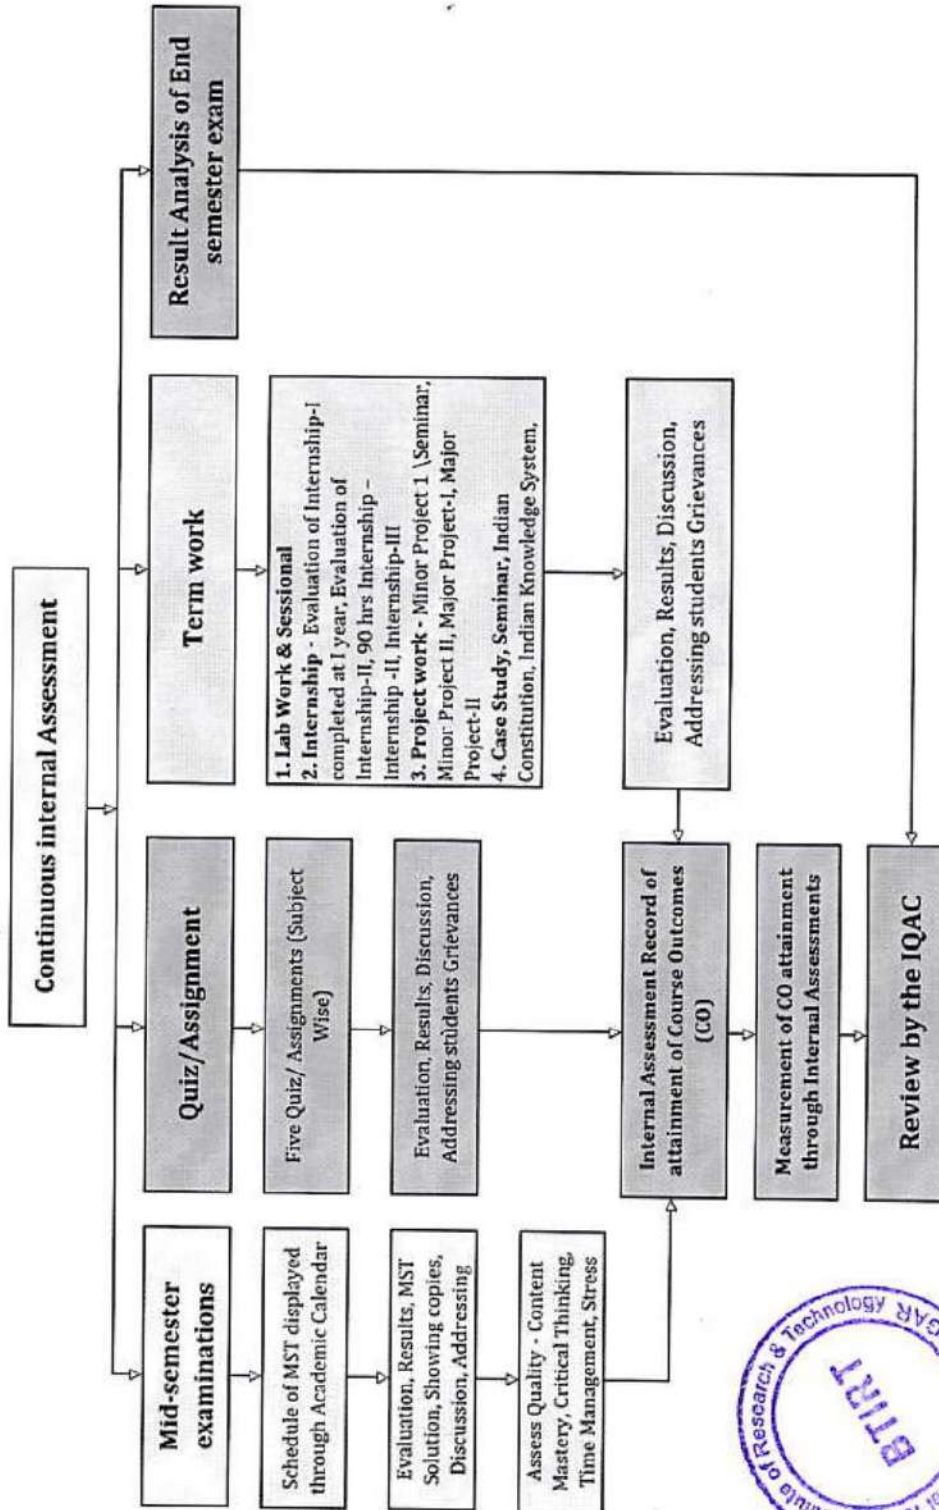 Continuous internal Assessment
Mid-semester
examinations
Schedule of MST displayed
through Academic Calendar
Evaluation, Results, MST
Solution, Showing copies,
Discussion, Addressing
Assess Quality - Content
Mastery, Critical Thinking,
Time Management, Stress
Quiz/Assignment
Five Quiz/ Assignments (Subject
Wise)
Evaluation, Results, Discussion,
Addressing students Grievances
Term work
1. Lab Work & Sessional
2. Internship - Evaluation of Internship-I
completed at I year, Evaluation of
Internship-II, 90 hrs Internship –
Internship -II, Internship-III
3. Project work - Minor Project 1 \Seminar,
Minor Project II, Major Project-I, Major
Project-II
4. Case Study, Seminar, Indian
Constitution, Indian Knowledge System,
Evaluation, Results, Discussion,
Addressing students Grievances
Result Analysis of End
semester exam
Internal Assessment Record of
attainment of Course Outcomes
(CO)
Measurement of CO attainment
through Internal Assessments
Review by the IQAC
of Research & Technology
BTIRT